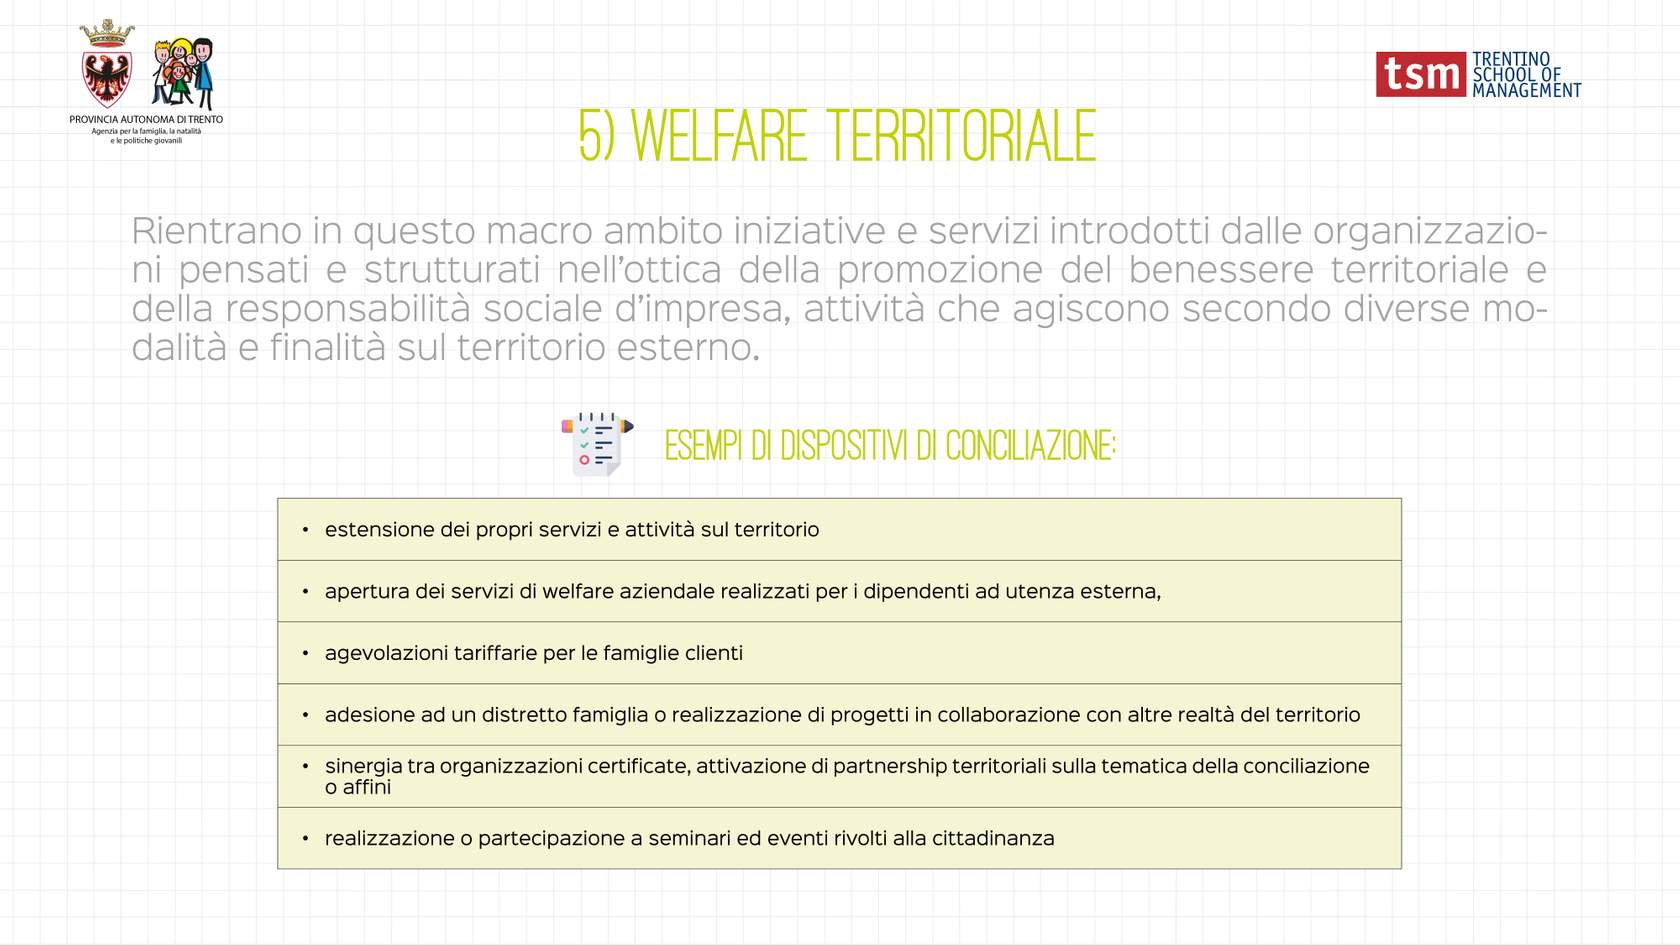 PROVINCIA AUTONOMA DI TRENTO
Agenzia per la famiglia, la natalità
e le politiche giovanili
tsm TRENTINO
SCHOOL OF
MANAGEMENT
5) WELFARE TERRITORIALE
Rientrano in questo macro ambito iniziative e servizi introdotti dalle organizzazio-
ni pensati e strutturati nell’ottica della promozione del benessere territoriale e
della responsabilità sociale d’impresa, attività che agiscono secondo diverse mo-
dalità e finalità sul territorio esterno.
ESEMPI DI DISPOSITIVI DI CONCILIAZIONE:
• estensione dei propri servizi e attività sul territorio
• apertura dei servizi di welfare aziendale realizzati per i dipendenti ad utenza esterna,
• agevolazioni tariffarie per le famiglie clienti
• adesione ad un distretto famiglia o realizzazione di progetti in collaborazione con altre realtà del territorio
• sinergia tra organizzazioni certificate, attivazione di partnership territoriali sulla tematica della conciliazione
o affini
• realizzazione o partecipazione a seminari ed eventi rivolti alla cittadinanza